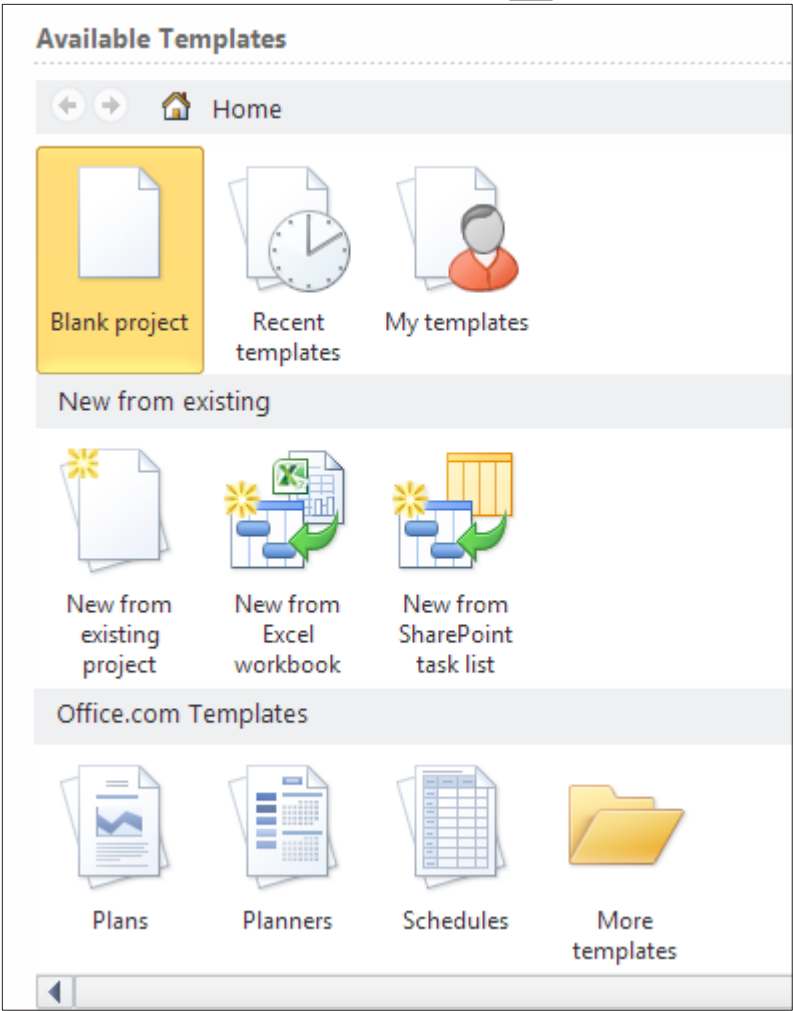 Available Templates
Home
Blank project
Recent
templates
My templates
New from existing
New from
existing
project
New from
Excel
workbook
New from
SharePoint
task list
Office.com Templates
Plans
Planners
Schedules
More
templates